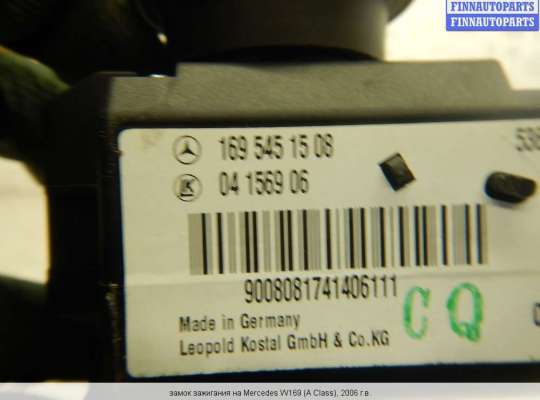 FINNAUTOPARTS
FINNAUTOPARTS
169 545 15 08
538
LK 04 1569 06
9008081741406111
Made in Germany
Leopold Kostal GmbH & Co.KG
CQ
замок зажигания на Mercedes W169 (A Class), 2006 г.в.